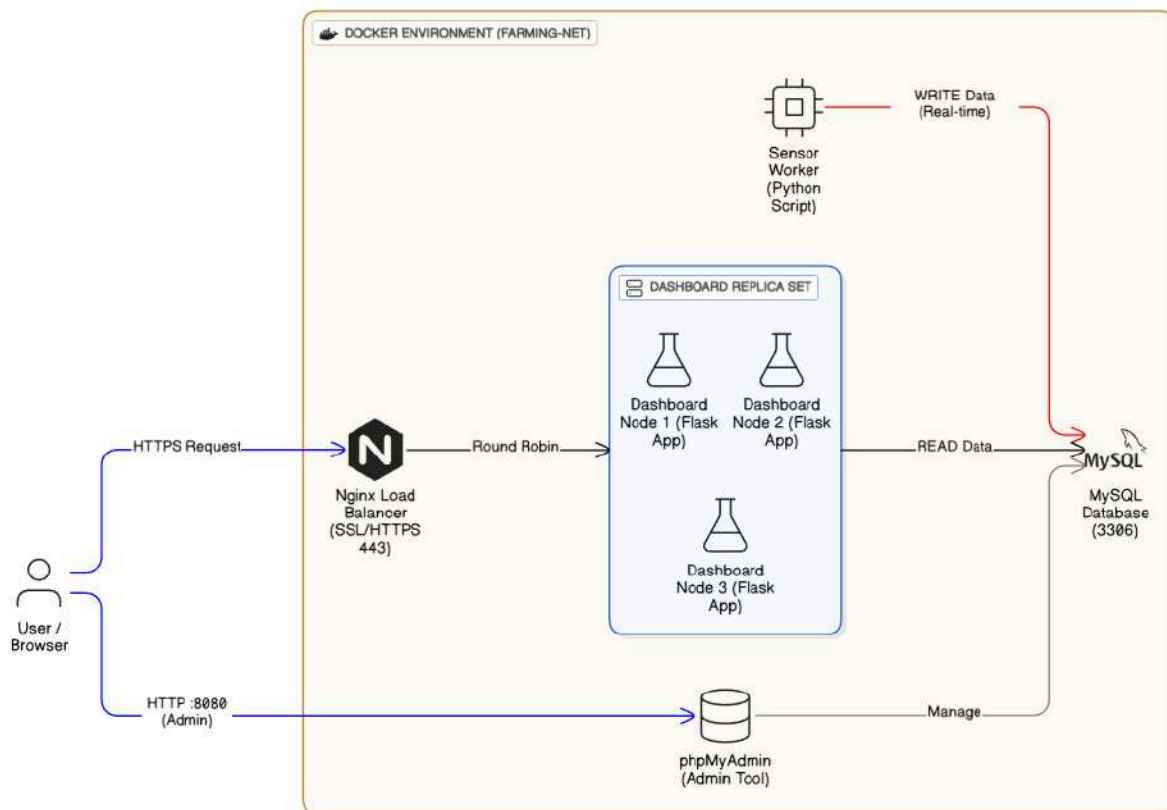 DOCKER ENVIRONMENT (FARMING-NET)
WRITE Data
(Real-time)
Sensor
Worker
(Python
Script)
DASHBOARD REPLICA SET
Dashboard
Node 1 (Flask
App)
Dashboard
Node 2 (Flask
App)
HTTPS Request
Round Robin
READ Data
MySQL
Nginx Load
Balancer
(SSL/HTTPS
443)
MySQL
Database
(3306)
Dashboard
Node 3 (Flask
App)
User /
Browser
HTTP :8080
(Admin)
Manage
phpMyAdmin
(Admin Tool)